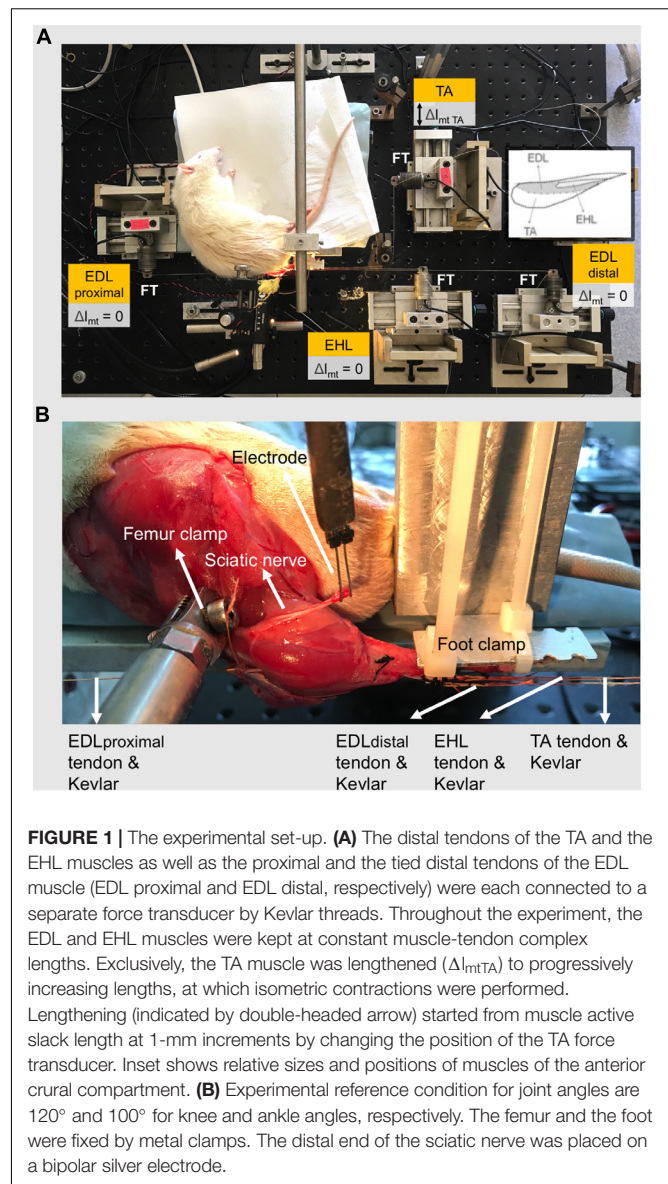 A
TA
Δl_mt TA
FT
EDL
EHL
TA
EDL
proximal
Δl_mt = 0
FT
FT
FT
EDL
distal
Δl_mt = 0
EHL
Δl_mt = 0
B
Electrode
Femur clamp
Sciatic nerve
Foot clamp
EDLproximal
tendon &
Kevlar
EDLdistal
tendon &
Kevlar
EHL
tendon &
Kevlar
TA tendon &
Kevlar
FIGURE 1 | The experimental set-up. (A) The distal tendons of the TA and the
EHL muscles as well as the proximal and the tied distal tendons of the EDL
muscle (EDL proximal and EDL distal, respectively) were each connected to a
separate force transducer by Kevlar threads. Throughout the experiment, the
EDL and EHL muscles were kept at constant muscle-tendon complex
lengths. Exclusively, the TA muscle was lengthened (Δl_mtTA) to progressively
increasing lengths, at which isometric contractions were performed.
Lengthening (indicated by double-headed arrow) started from muscle active
slack length at 1-mm increments by changing the position of the TA force
transducer. Inset shows relative sizes and positions of muscles of the anterior
crural compartment. (B) Experimental reference condition for joint angles are
120° and 100° for knee and ankle angles, respectively. The femur and the foot
were fixed by metal clamps. The distal end of the sciatic nerve was placed on
a bipolar silver electrode.